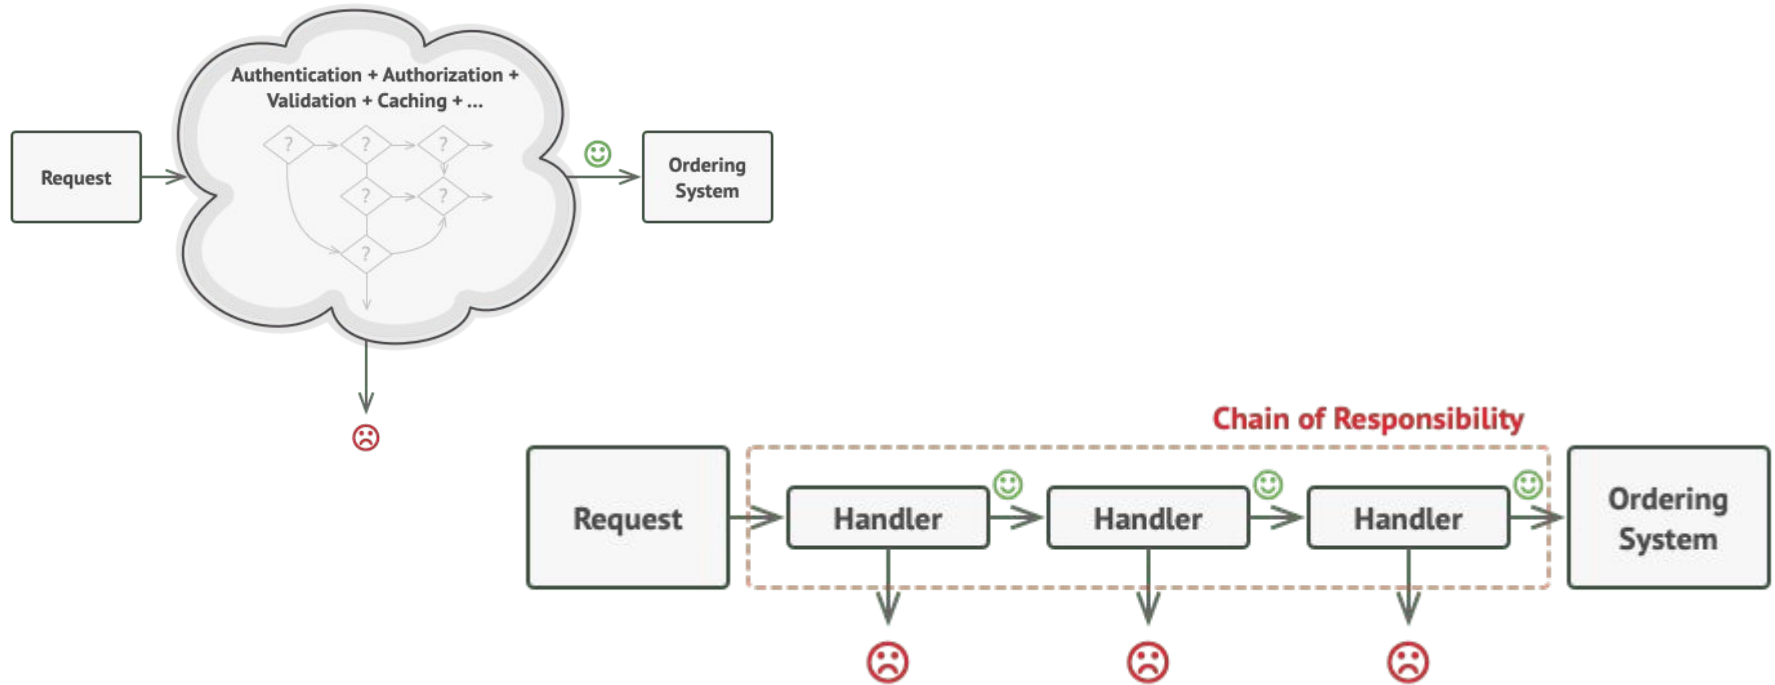 Authentication + Authorization +
Validation + Caching + ...
?
?
?
?
?
?
Request
Ordering
System
Chain of Responsibility
Request
Handler
Handler
Handler
Ordering
System